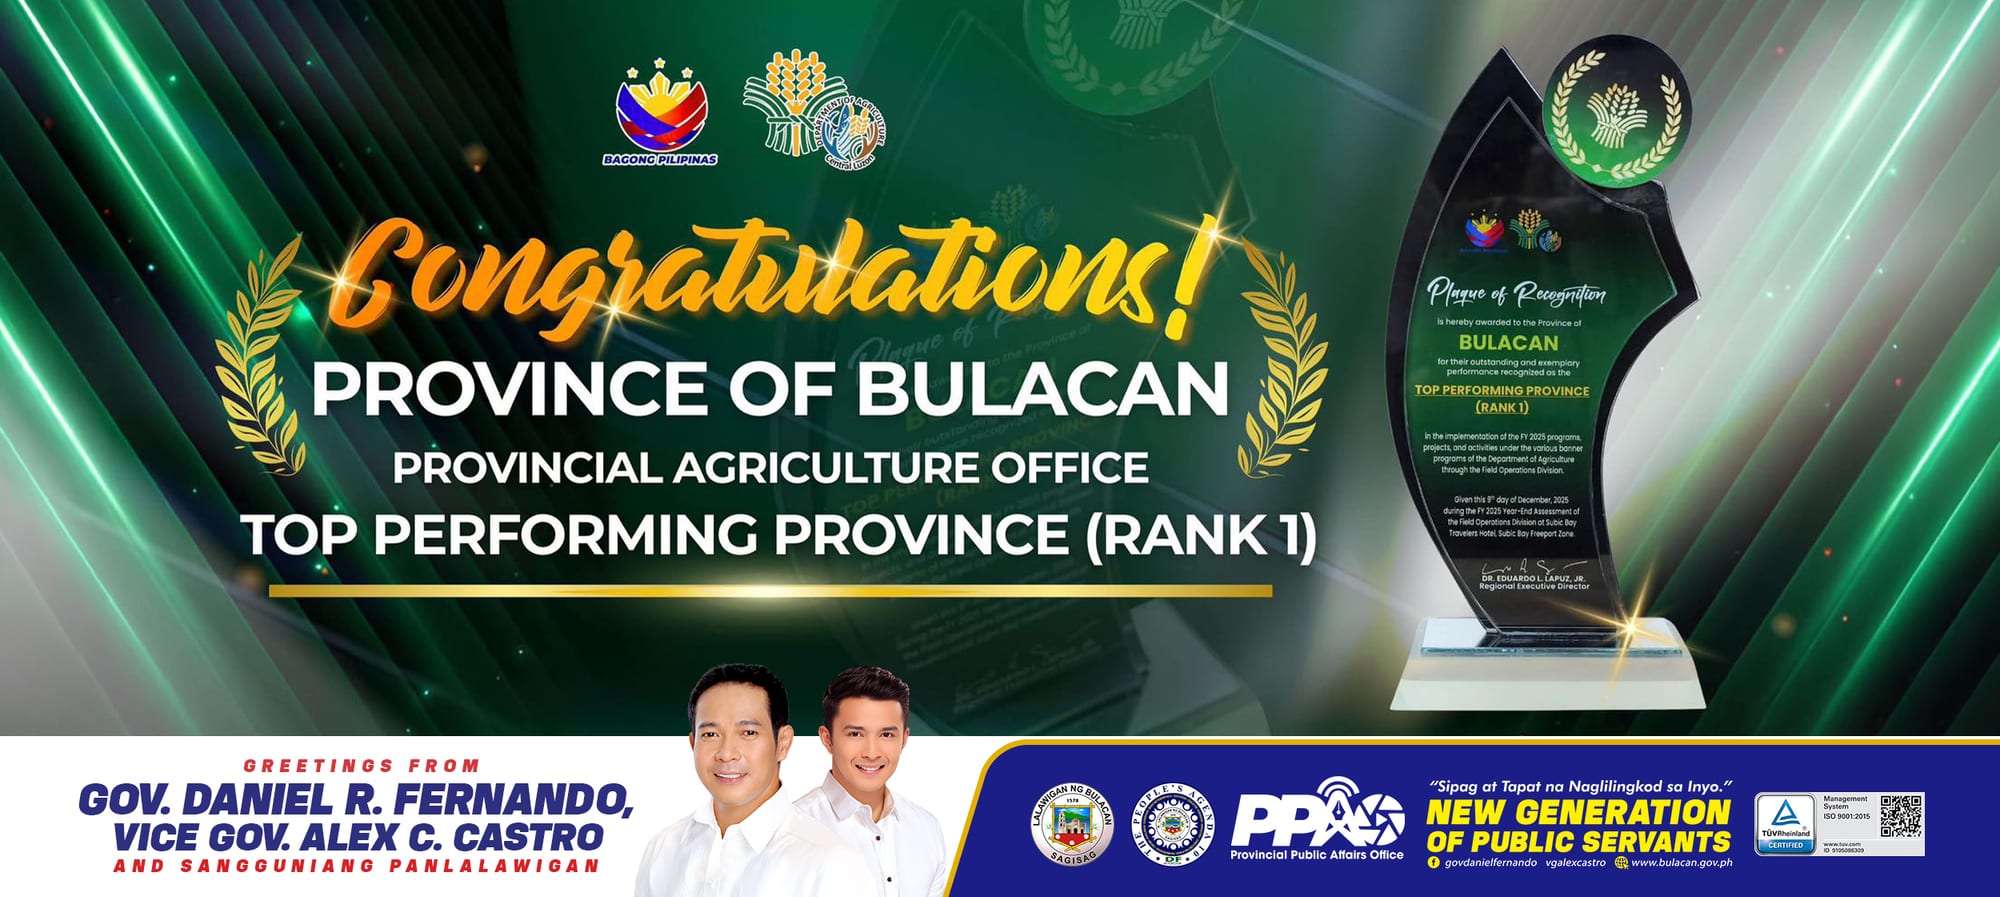 BAGONG PILIPINAS
DEPARTMENT OF AGRICULTURE
Central Luzon
Congratulations!
PROVINCE OF BULACAN
PROVINCIAL AGRICULTURE OFFICE
TOP PERFORMING PROVINCE (RANK 1)
Plaque of Recognition
is hereby awarded to the Province of
BULACAN
for their outstanding and exemplary
performance recognized as the
TOP PERFORMING PROVINCE
(RANK 1)
in the implementation of the FY 2025 programs,
projects, and activities under the various banner
programs of the Department of Agriculture
through the Field Operations Division.
Given this 9th day of December, 2025
during the FY 2025 Year-End Assessment of
the Field Operations Division at Subic Bay
Travelers Hotel, Subic Bay Freeport Zone.
DR. EDUARDO L. LAPUZ, JR.
Regional Executive Director
GREETINGS FROM
GOV. DANIEL R. FERNANDO,
VICE GOV. ALEX C. CASTRO
AND SANGGUNIANG PANLALAWIGAN
LALAWIGAN NG BULACAN
1578
SAGISAG
THE PEOPLE'S AGENDA 10
DF
PPAO
Provincial Public Affairs Office
"Sipag at Tapat na Naglilingkod sa Inyo."
NEW GENERATION
OF PUBLIC SERVANTS
govdanielfernando vgalexcastro www.bulacan.gov.ph
TÜVRheinland
CERTIFIED
Management
System
ISO 9001:2015
www.tuv.com
ID 9105086309